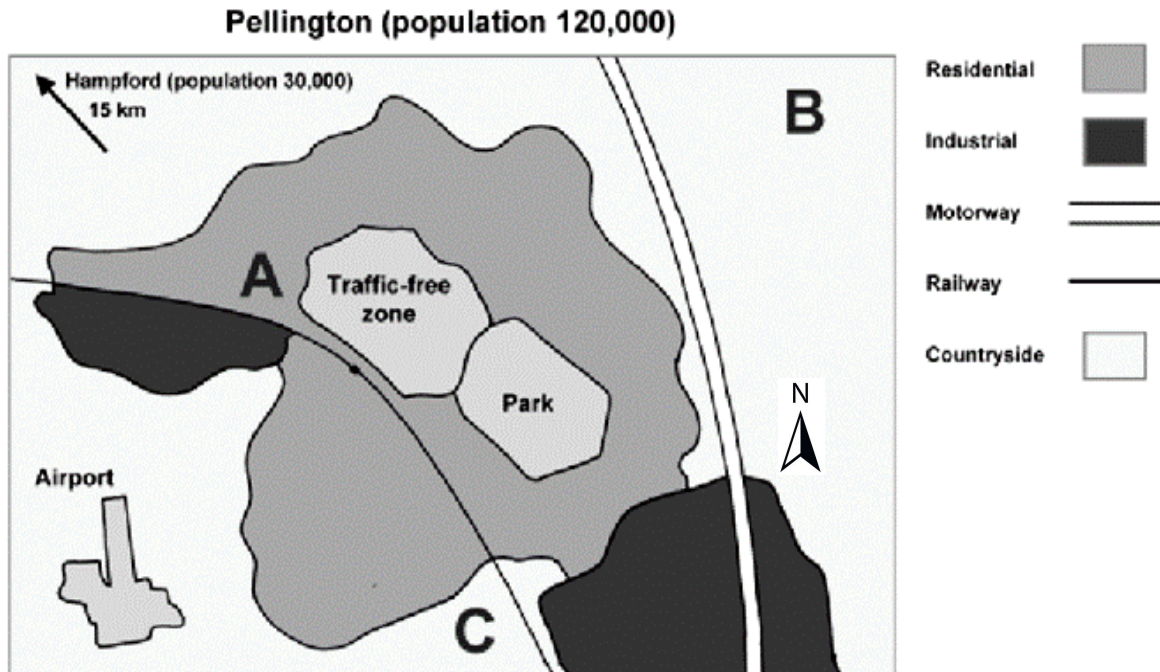 Pellington (population 120,000)
Hampford (population 30,000)
15 km
B
A
Traffic-free
zone
Park
N
Airport
C
Residential
Industrial
Motorway
Railway
Countryside